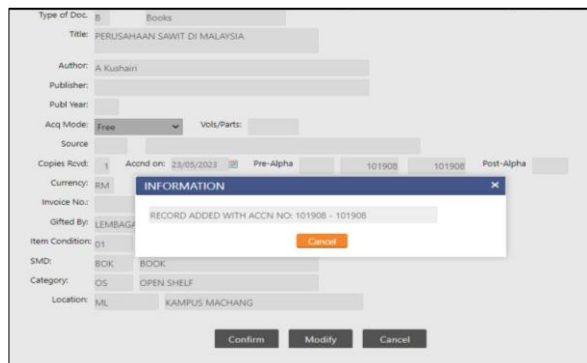 Type of Doc. B Books
Title: PERUSAHAAN SAWIT DI MALAYSIA
Author: A Kushairi
Publisher:
Publ Year:
Acq Mode: Free Vols/Parts:
Source
Copies Rcvd: 1 Accnd on: 23/05/2023 Pre-Alpha 101908 101908 Post-Alpha
Currency: RM
INFORMATION ×
Invoice No.:
RECORD ADDED WITH ACCN NO: 101908 - 101908
Gifted By: LEMBAGA
Cancel
Item Condition: 01
SMD: BOK BOOK
Category: OS OPEN SHELF
Location: ML KAMPUS MACHANG
Confirm Modify Cancel